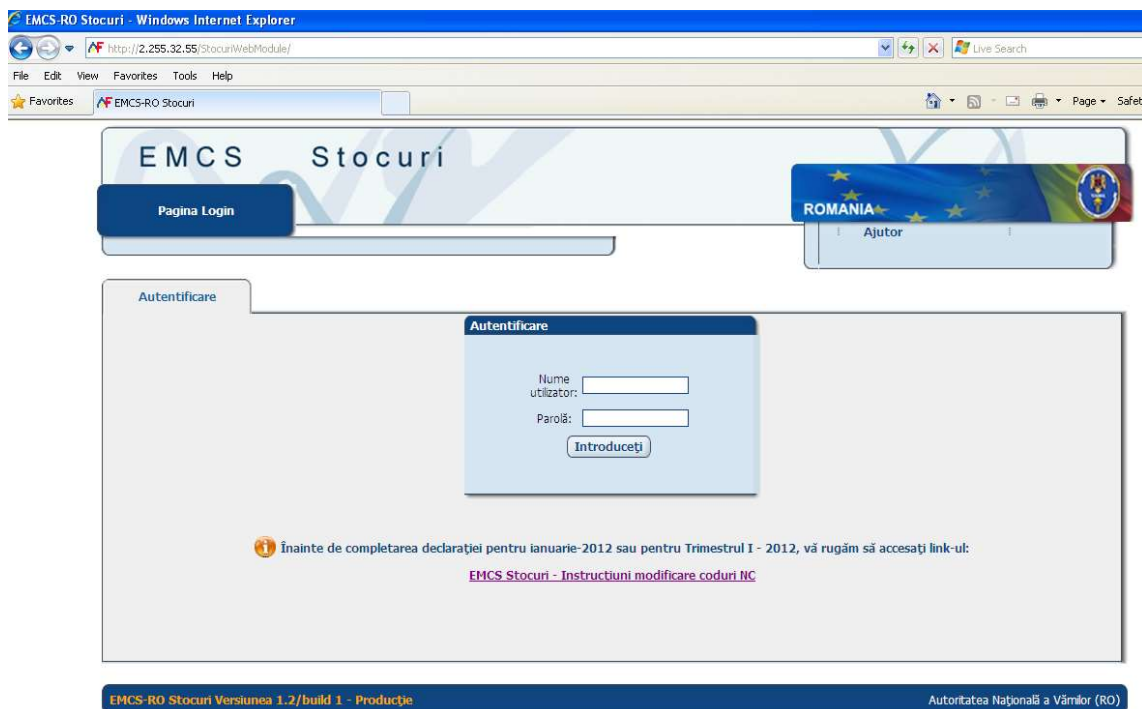 EMCS-RO Stocuri - Windows Internet Explorer
http://2.255.32.55/StocuriWebModule/
Live Search
File Edit View Favorites Tools Help
Favorites EMCS-RO Stocuri Page Safet
EMCS Stocuri
Pagina Login
ROMANIA
Ajutor
Autentificare
Autentificare
Nume
utilizator:
Parolă:
Introduceţi
Înainte de completarea declaraţiei pentru ianuarie-2012 sau pentru Trimestrul I - 2012, vă rugăm să accesaţi link-ul:
EMCS Stocuri - Instructiuni modificare coduri NC
EMCS-RO Stocuri Versiunea 1.2/build 1 - Producţie
Autoritatea Naţională a Vămilor (RO)